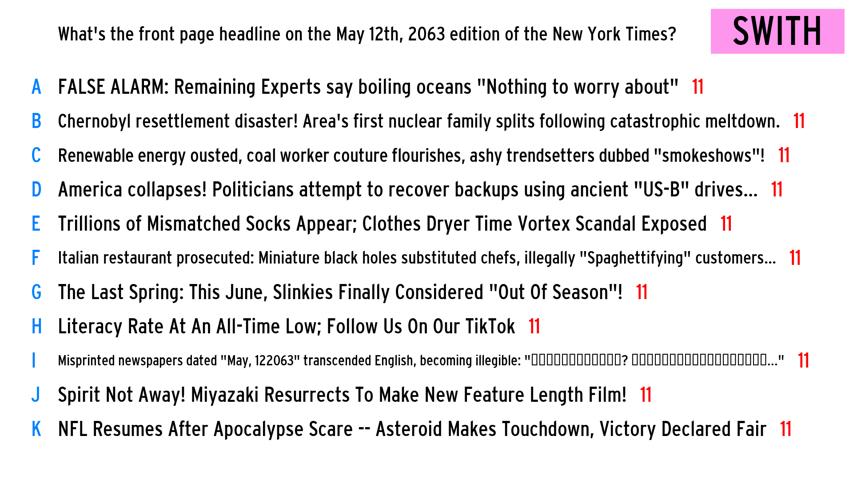 What's the front page headline on the May 12th, 2063 edition of the New York Times?
SWITH
A FALSE ALARM: Remaining Experts say boiling oceans "Nothing to worry about" 11
B Chernobyl resettlement disaster! Area's first nuclear family splits following catastrophic meltdown. 11
C Renewable energy ousted, coal worker couture flourishes, ashy trendsetters dubbed "smokeshows"! 11
D America collapses! Politicians attempt to recover backups using ancient "US-B" drives... 11
E Trillions of Mismatched Socks Appear; Clothes Dryer Time Vortex Scandal Exposed 11
F Italian restaurant prosecuted: Miniature black holes substituted chefs, illegally "Spaghettifying" customers... 11
G The Last Spring: This June, Slinkies Finally Considered "Out Of Season"! 11
H Literacy Rate At An All-Time Low; Follow Us On Our TikTok 11
I Misprinted newspapers dated "May, 122063" transcended English, becoming illegible: "▯▯▯▯▯▯▯▯▯▯▯▯▯? ▯▯▯▯▯▯▯▯▯▯▯▯▯▯▯▯▯▯▯▯..." 11
J Spirit Not Away! Miyazaki Resurrects To Make New Feature Length Film! 11
K NFL Resumes After Apocalypse Scare -- Asteroid Makes Touchdown, Victory Declared Fair 11